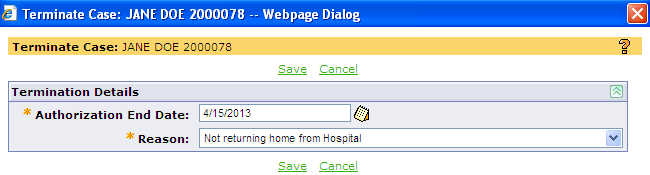 Terminate Case: JANE DOE 2000078 -- Webpage Dialog
Terminate Case: JANE DOE 2000078
?
Save Cancel
Termination Details
* Authorization End Date: 4/15/2013
* Reason: Not returning home from Hospital
Save Cancel